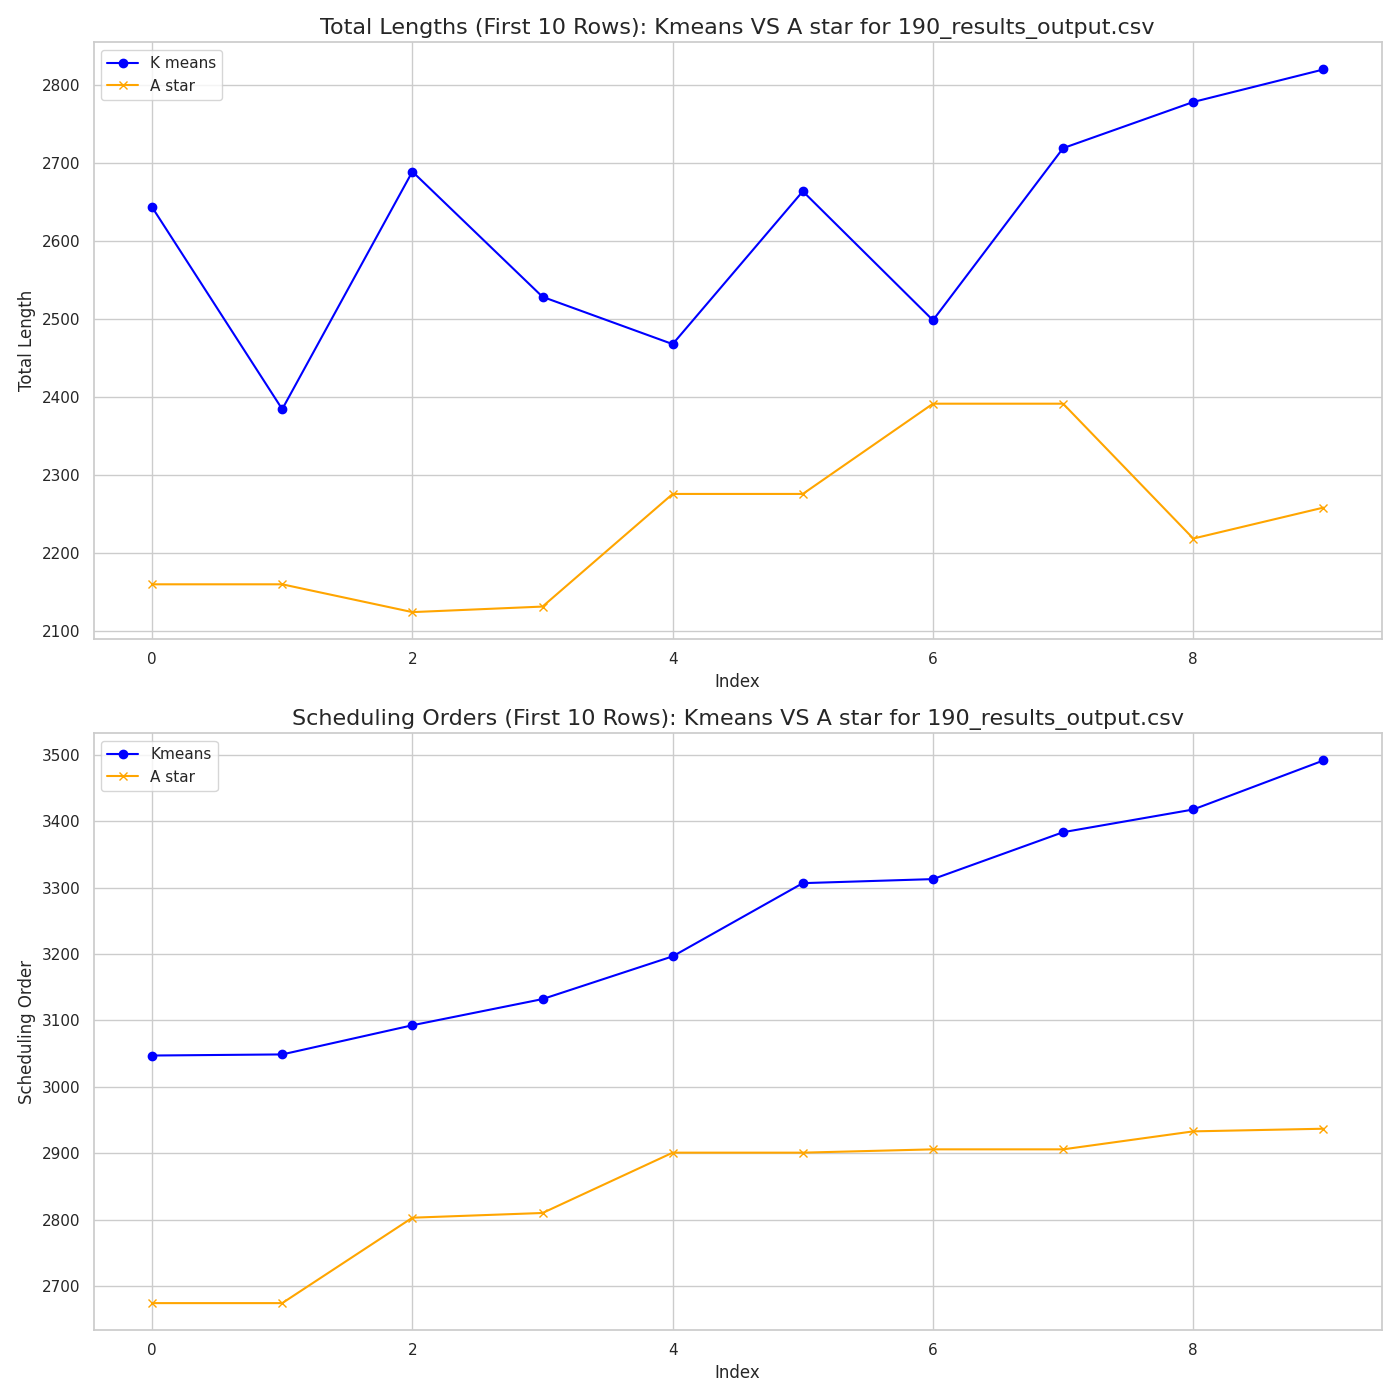 Total Lengths (First 10 Rows): Kmeans VS A star for 190_results_output.csv
K means
A star
2800
2700
2600
2500
2400
2300
2200
2100
Total Length
0 2 4 6 8
Index
Scheduling Orders (First 10 Rows): Kmeans VS A star for 190_results_output.csv
Kmeans
A star
3500
3400
3300
3200
3100
3000
2900
2800
2700
Scheduling Order
0 2 4 6 8
Index